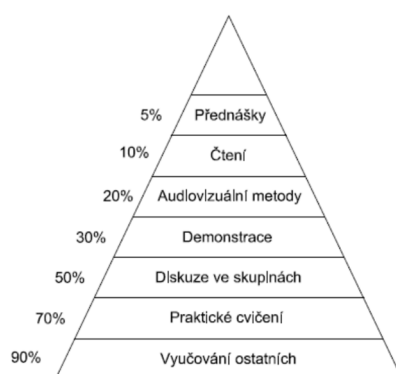 5% Přednášky
10% Čtení
20% Audiovizuální metody
30% Demonstrace
50% Diskuze ve skupinách
70% Praktické cvičení
90% Vyučování ostatních